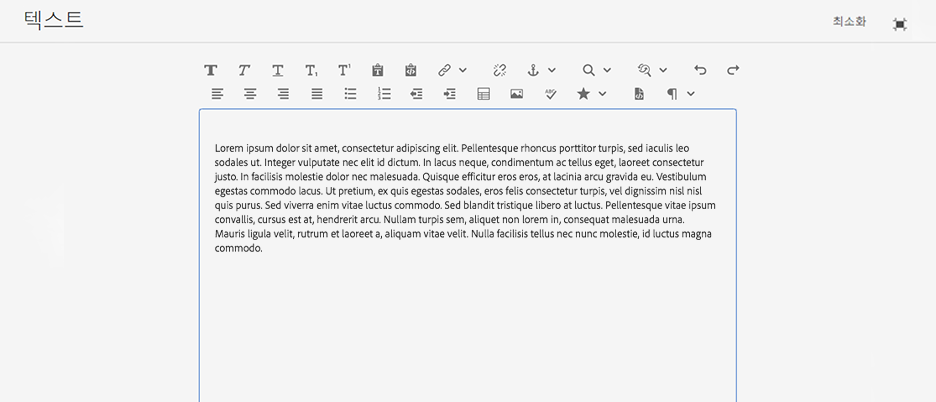 텍스트
최소화
Lorem ipsum dolor sit amet, consectetur adipiscing elit. Pellentesque rhoncus porttitor turpis, sed iaculis leo
sodales ut. Integer vulputate nec elit id dictum. In lacus neque, condimentum ac tellus eget, laoreet consectetur
justo. In facilisis molestie dolor nec malesuada. Quisque efficitur eros eros, at lacinia arcu gravida eu. Vestibulum
egestas commodo lacus. Ut pretium, ex quis egestas sodales, eros felis consectetur turpis, vel dignissim nisl nisl
quis purus. Sed viverra enim vitae luctus commodo. Sed blandit tristique libero at luctus. Pellentesque vitae ipsum
convallis, cursus est at, hendrerit arcu. Nullam turpis sem, aliquet non lorem in, consequat malesuada urna.
Mauris ligula velit, rutrum et laoreet a, aliquam vitae velit. Nulla facilisis tellus nec nunc molestie, id luctus magna
commodo.